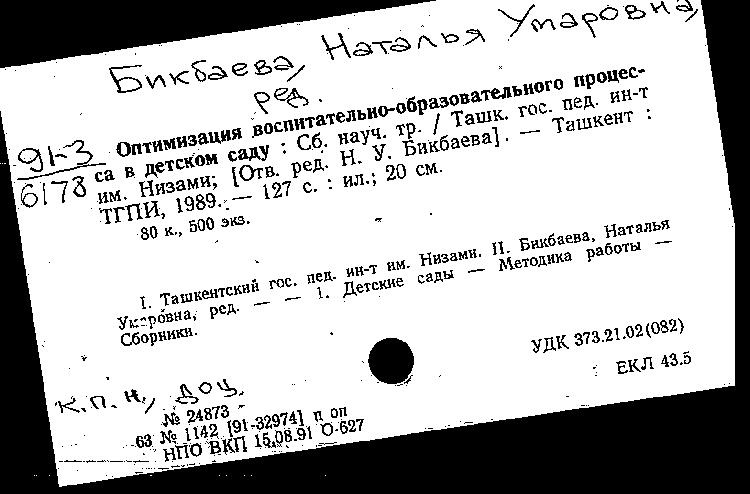 Бикбаева, Наталья Умаровна,
ред.
91-3
6178
Оптимизация воспитательно-образовательного процес-
са в детском саду : Сб. науч. тр. / Ташк. гос. пед. ин-т
им. Низами; [Отв. ред. Н. У. Бикбаева]. — Ташкент :
ТГПИ, 1989. — 127 с. : ил.; 20 см.
80 к., 500 экз.
I. Ташкентский гос. пед. ин-т им. Низами. II. Бикбаева, Наталья
Умаровна, ред. — — 1. Детские сады — Методика работы —
Сборники.
УДК 373.21.02(082)
ЕКЛ 43.5
к.п.н., доц.
№ 24873
63 № 1142 [91-32974] п оп
НПО ВКП 15.08.91 О-627